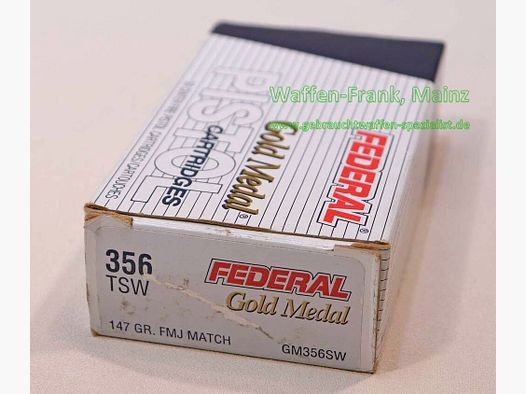 Waffen-Frank, Mainz
www.gebrauchtwaffen-spezialist.de
PISTOL
CARTRIDGES
Gold Medal®
FEDERAL®
356
TSW
FEDERAL®
Gold Medal
147 GR. FMJ MATCH
GM356SW